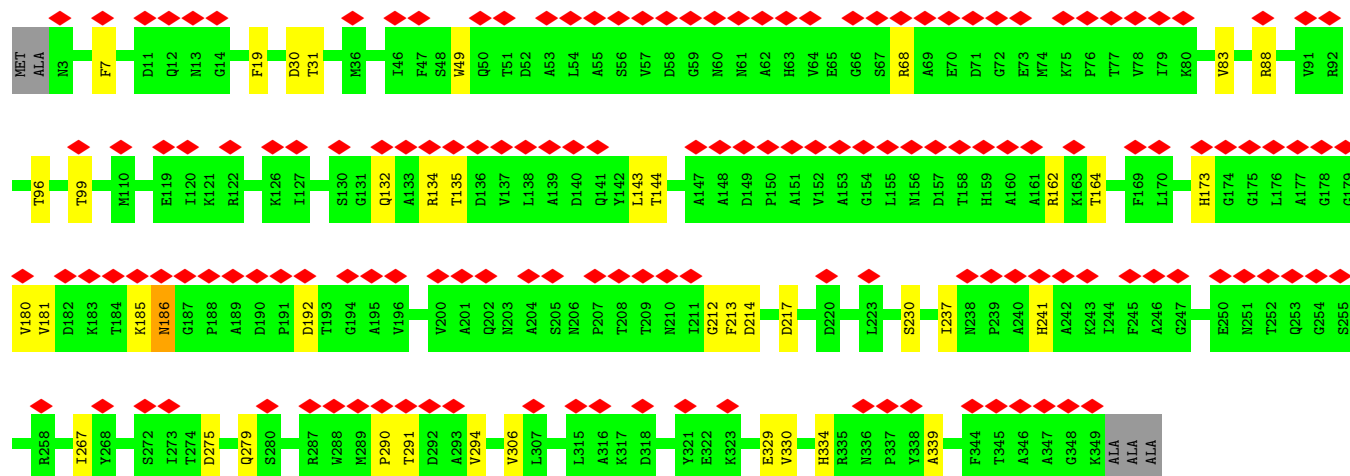 MET ALA N3 F7 D11 Q12 N13 G14 F19 D30 T31 M36 I46 F47 S48 W49 Q50 T51 D52 A53 L54 A55 S56 V57 D58 G59 N60 N61 A62 H63 V64 E65 G66 S67 R68 A69 E70 D71 G72 E73 M74 K75 P76 T77 V78 I79 K80 V83 R88 V91 R92
T96 T99 M110 E119 I120 K121 R122 K126 I127 S130 G131 Q132 A133 R134 T135 D136 V137 L138 A139 D140 Q141 Y142 L143 T144 A147 A148 D149 P150 A151 V152 A153 G154 L155 N156 D157 T158 H159 A160 A161 R162 K163 T164 F169 L170 H173 G174 G175 L176 A177 G178 G179
V180 V181 D182 K183 T184 K185 N186 G187 P188 A189 D190 P191 D192 T193 G194 A195 V196 V200 A201 Q202 N203 A204 S205 N206 P207 T208 T209 N210 I211 G212 F213 D214 D217 D220 L223 S230 I237 N238 P239 A240 H241 A242 K243 I244 F245 A246 G247 E250 N251 T252 Q253 G254 S255
R258 I267 Y268 S272 I273 T274 D275 Q279 S280 R287 W288 M289 P290 T291 D292 A293 V294 V306 L307 L315 A316 K317 D318 Y321 E322 K323 E329 V330 H334 R335 N336 P337 Y338 A339 F344 T345 A346 A347 G348 K349 ALA ALA ALA